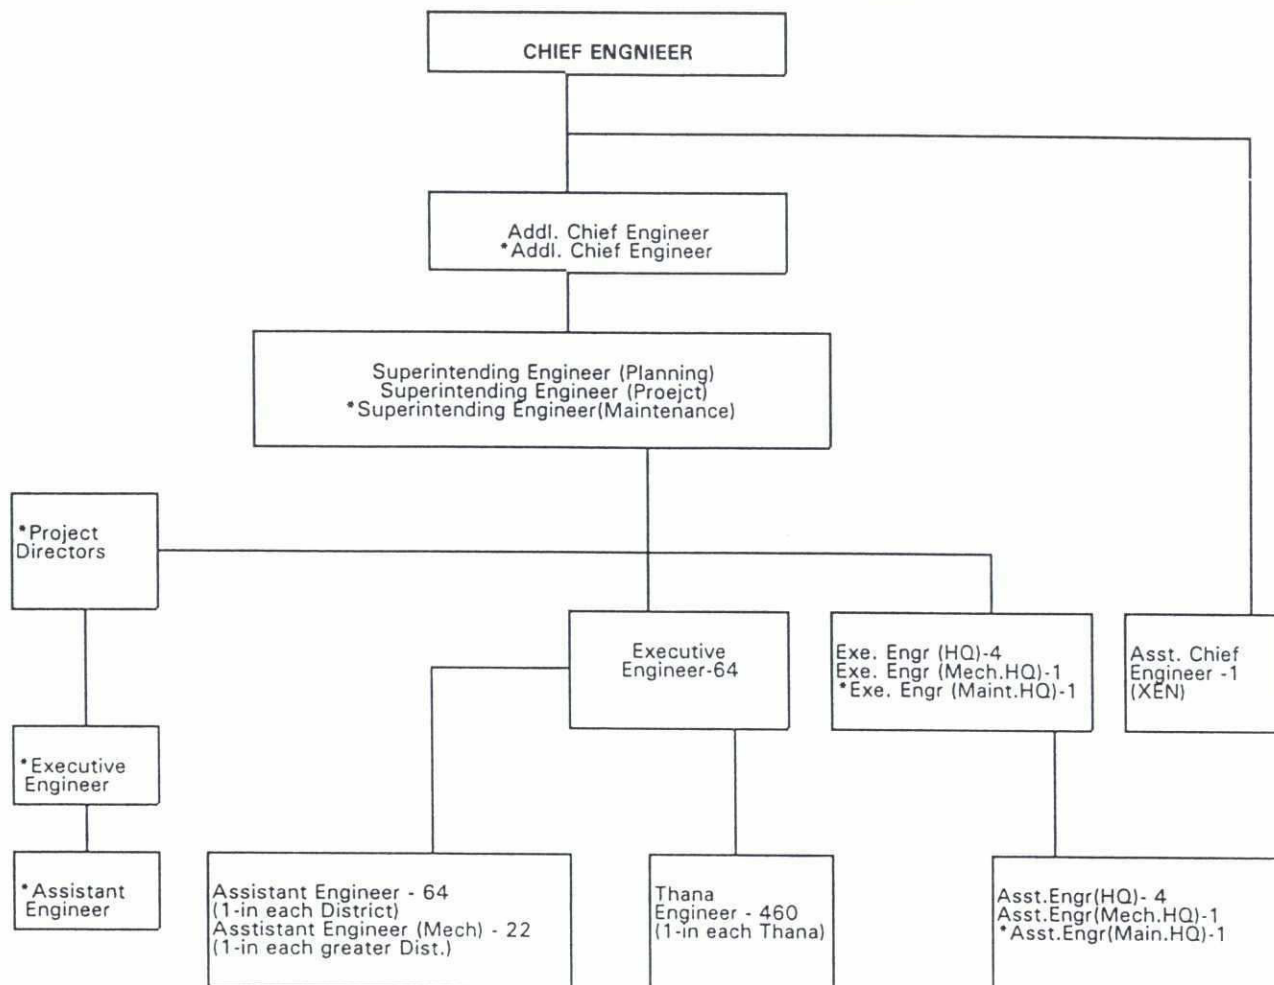 CHIEF ENGNIEER
Addl. Chief Engineer
*Addl. Chief Engineer
Superintending Engineer (Planning)
Superintending Engineer (Proejct)
*Superintending Engineer(Maintenance)
*Project
Directors
Executive
Engineer-64
Exe. Engr (HQ)-4
Exe. Engr (Mech.HQ)-1
*Exe. Engr (Maint.HQ)-1
Asst. Chief
Engineer -1
(XEN)
*Executive
Engineer
*Assistant
Engineer
Assistant Engineer - 64
(1-in each District)
Asstistant Engineer (Mech) - 22
(1-in each greater Dist.)
Thana
Engineer - 460
(1-in each Thana)
Asst.Engr(HQ)- 4
Asst.Engr(Mech.HQ)-1
*Asst.Engr(Main.HQ)-1